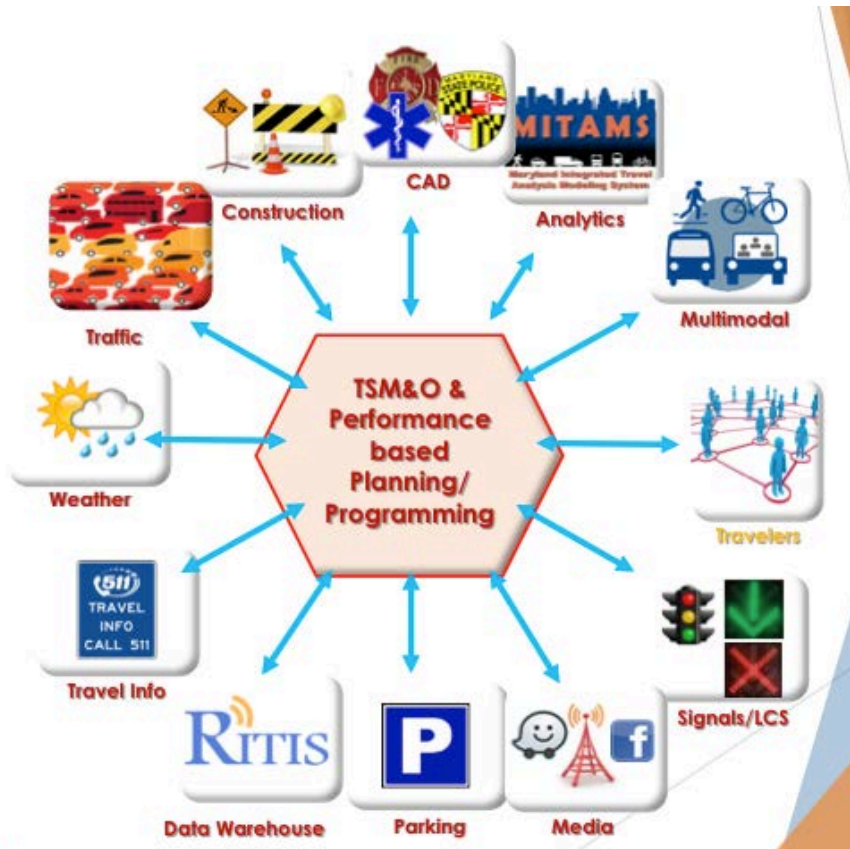 FIRE
MARYLAND
STATE POLICE
MITAMS
Maryland Integrated Travel
Analysis Modeling System
CAD
Construction
Analytics
Multimodal
Traffic
TSM&O &
Performance
based
Planning/
Programming
Weather
Travelers
511
TRAVEL
INFO
CALL 511
Travel Info
Signals/LCS
RITIS
P
f
Data Warehouse
Parking
Media